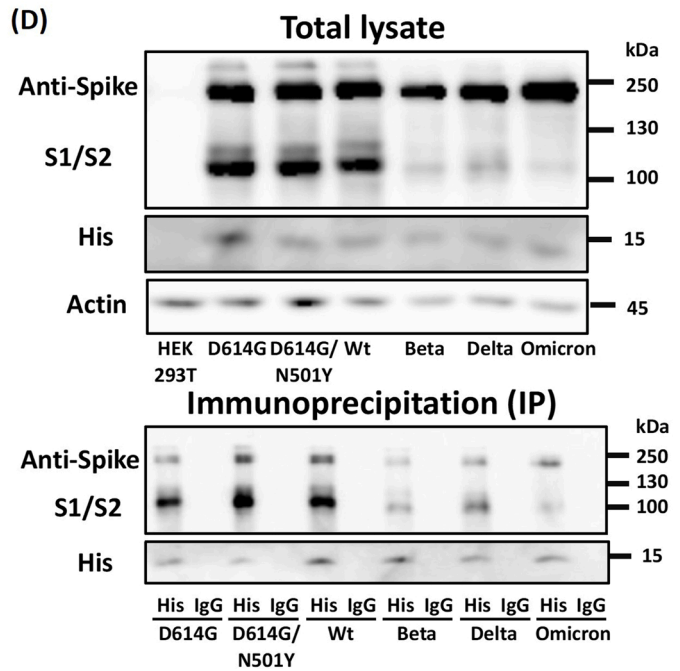 (D)
Total lysate
kDa
Anti-Spike
250
130
S1/S2
100
His
15
Actin
45
HEK D614G D614G/ Wt Beta Delta Omicron
293T N501Y
Immunoprecipitation (IP)
kDa
Anti-Spike
250
130
S1/S2
100
His
15
His IgG His IgG His IgG His IgG His IgG His IgG
D614G D614G/ Wt Beta Delta Omicron
N501Y